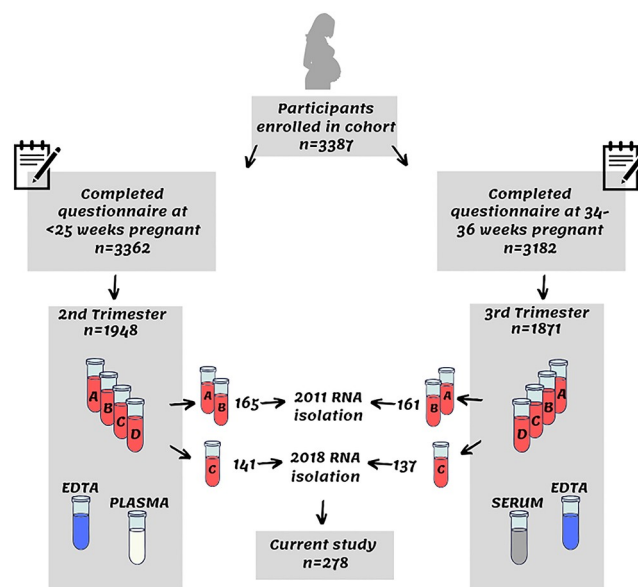 Participants
enrolled in cohort
n=3387
Completed
questionnaire at
<25 weeks pregnant
n=3362
Completed
questionnaire at 34-
36 weeks pregnant
n=3182
2nd Trimester
n=1948
3rd Trimester
n=1871
A
B
C
D
A
B
165
2011 RNA
isolation
161
B
A
D
C
B
A
C
141
2018 RNA
isolation
137
C
EDTA
PLASMA
SERUM
EDTA
Current study
n=278